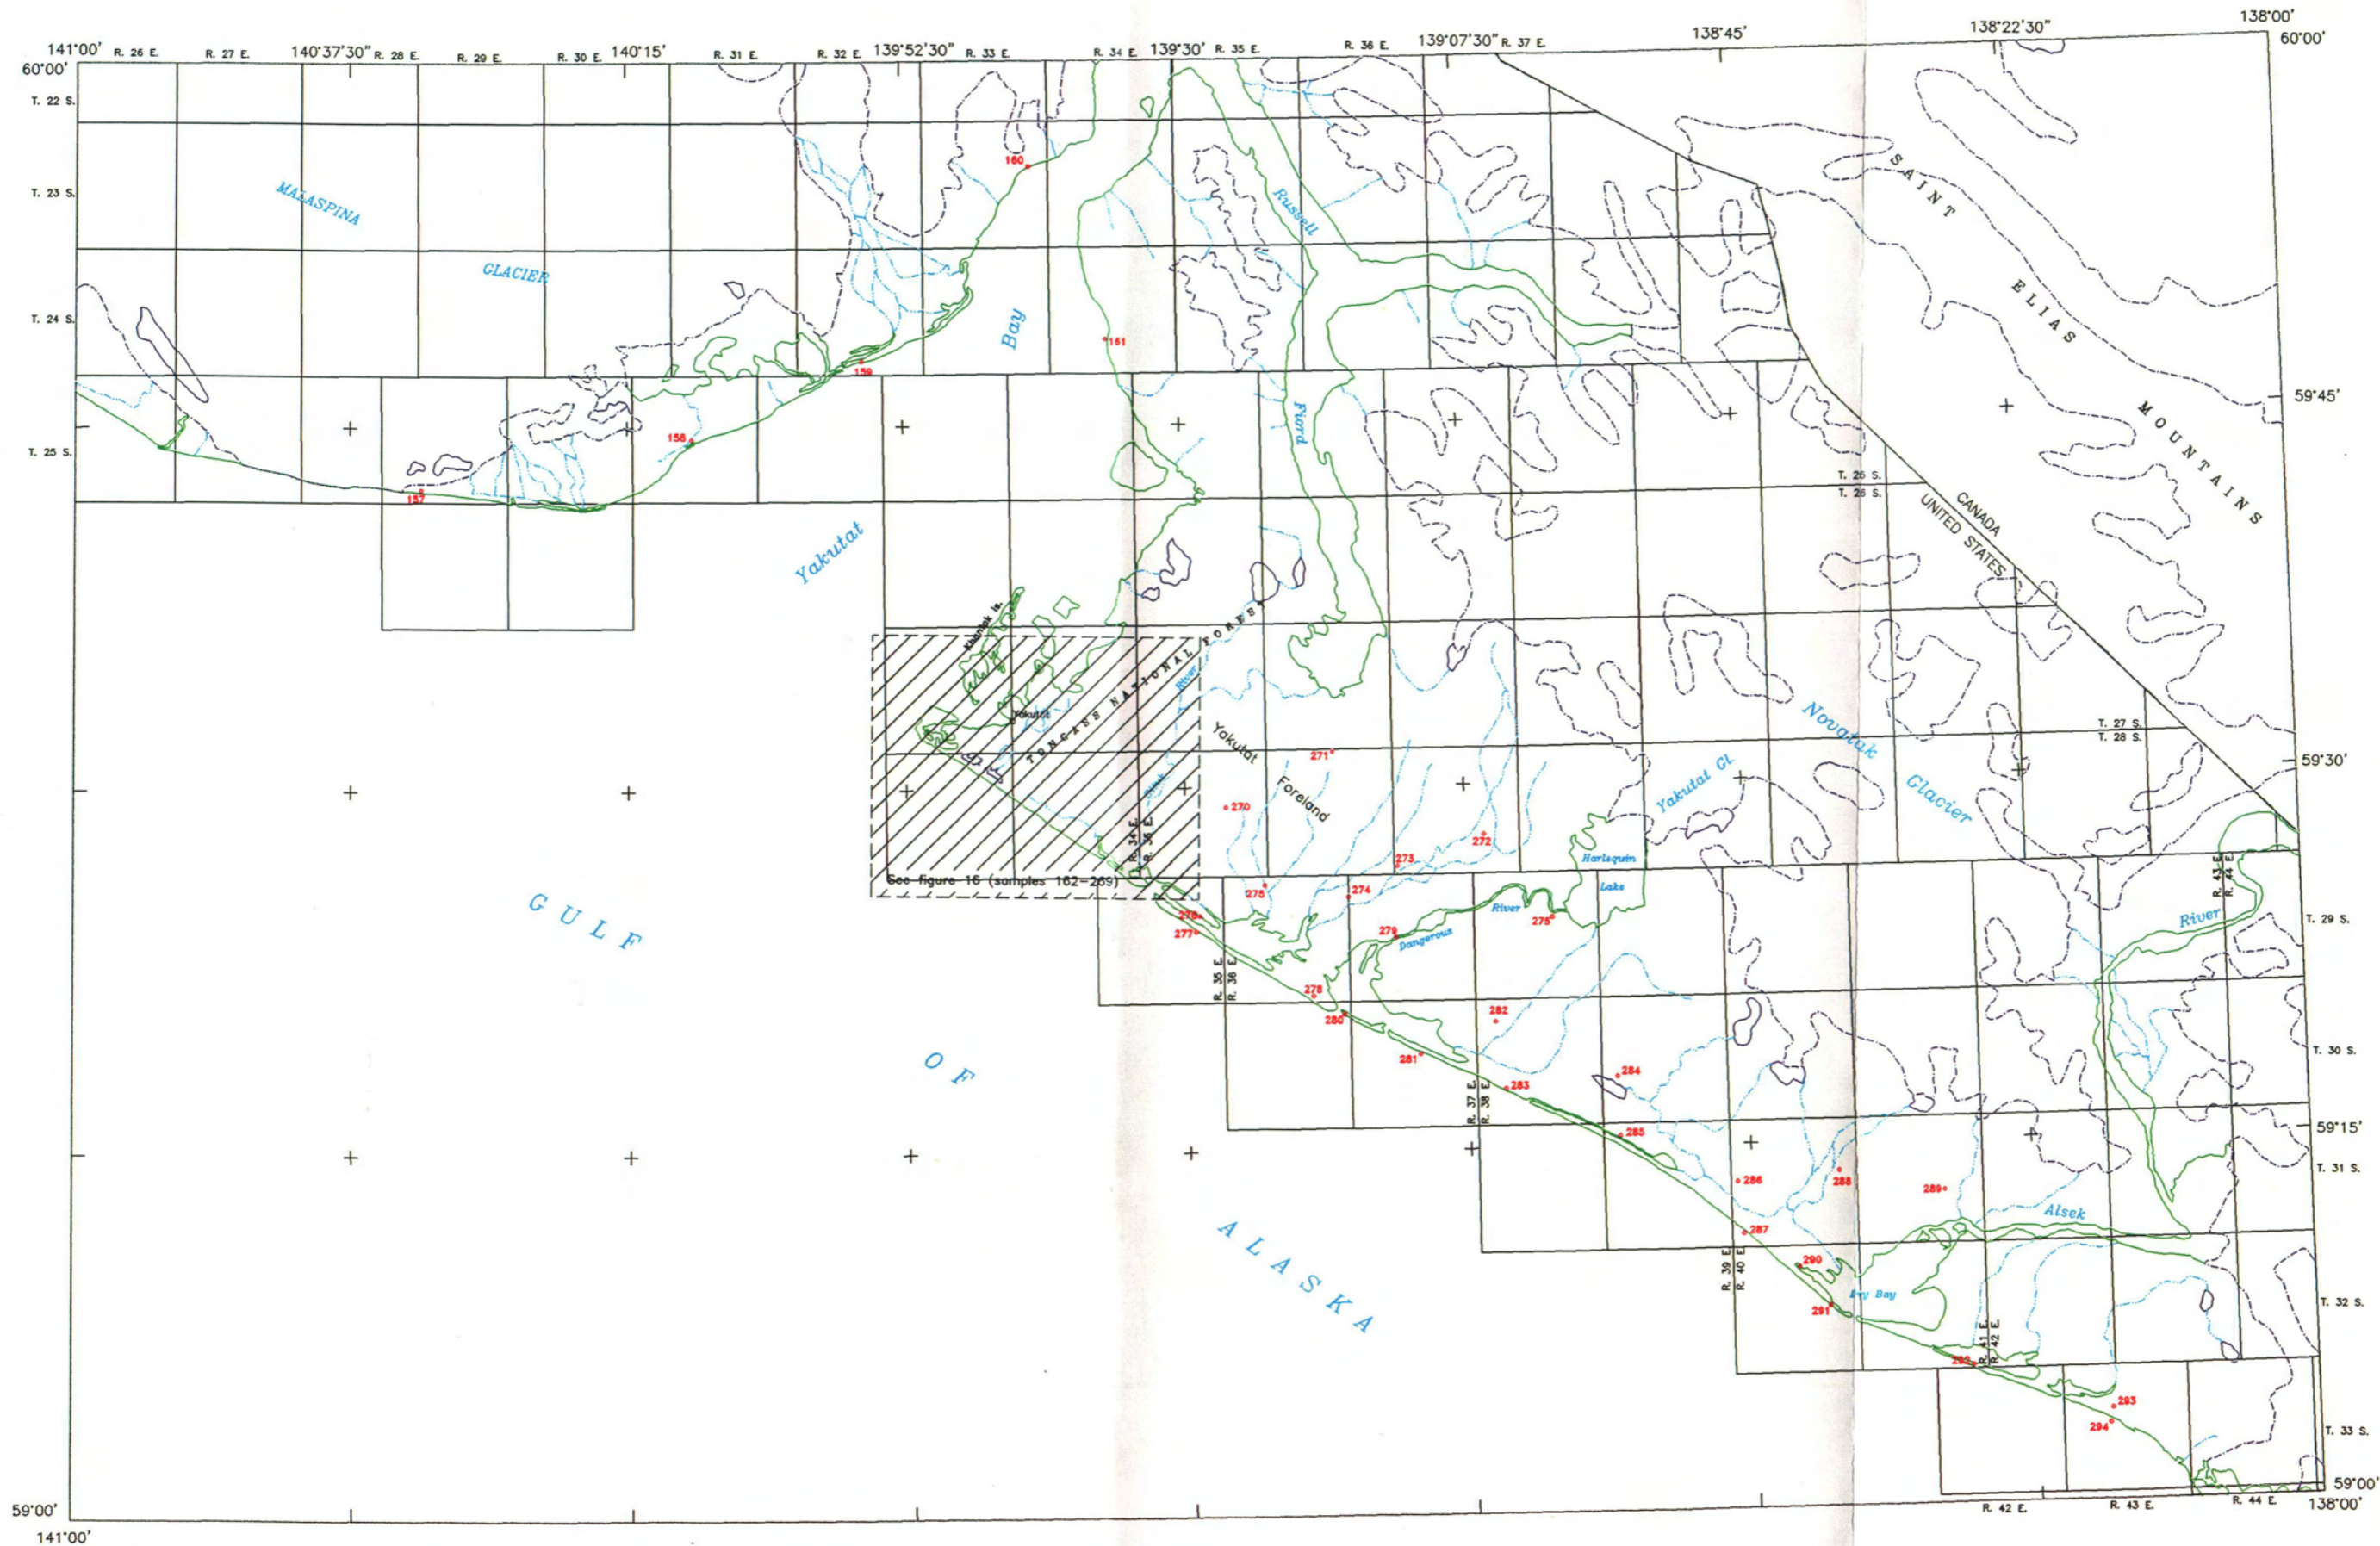 141°00' R. 26 E. R. 27 E. 140°37'30" R. 28 E. R. 29 E. R. 30 E. 140°15' R. 31 E. R. 32 E. 139°52'30" R. 33 E. R. 34 E. 139°30' R. 35 E. R. 36 E. 139°07'30" R. 37 E. 138°45' 138°22'30" 138°00'
60°00' 60°00'
T. 22 S.
T. 23 S.
T. 24 S.
T. 25 S.
MALASPINA
GLACIER
160
161
159
158
157
Bay
Yakutat
Russell
Fiord
SAINT
ELIAS
MOUNTAINS
59°45'
T. 25 S.
T. 26 S.
CANADA
UNITED STATES
Khantaak Is.
TONGASS NATIONAL FOREST
River
Yakutat
Yakutat
Foreland
271
270
272
273
274
275
See figure 16 (samples 162-269)
R. 34 E.
R. 35 E.
Novatak
Glacier
Yakutat Gl.
T. 27 S.
T. 28 S.
59°30'
Harlequin
Lake
River
Dangerous
275
276
277
279
278
280
281
282
283
284
285
286
287
288
289
290
291
293
294
R. 35 E.
R. 36 E.
R. 37 E.
R. 38 E.
R. 39 E.
R. 40 E.
R. 41 E.
R. 42 E.
R. 43 E.
R. 44 E.
River
Alsek
Dry Bay
T. 29 S.
T. 30 S.
59°15'
T. 31 S.
T. 32 S.
T. 33 S.
GULF
OF
ALASKA
59°00' 59°00'
141°00' R. 42 E. R. 43 E. R. 44 E. 138°00'